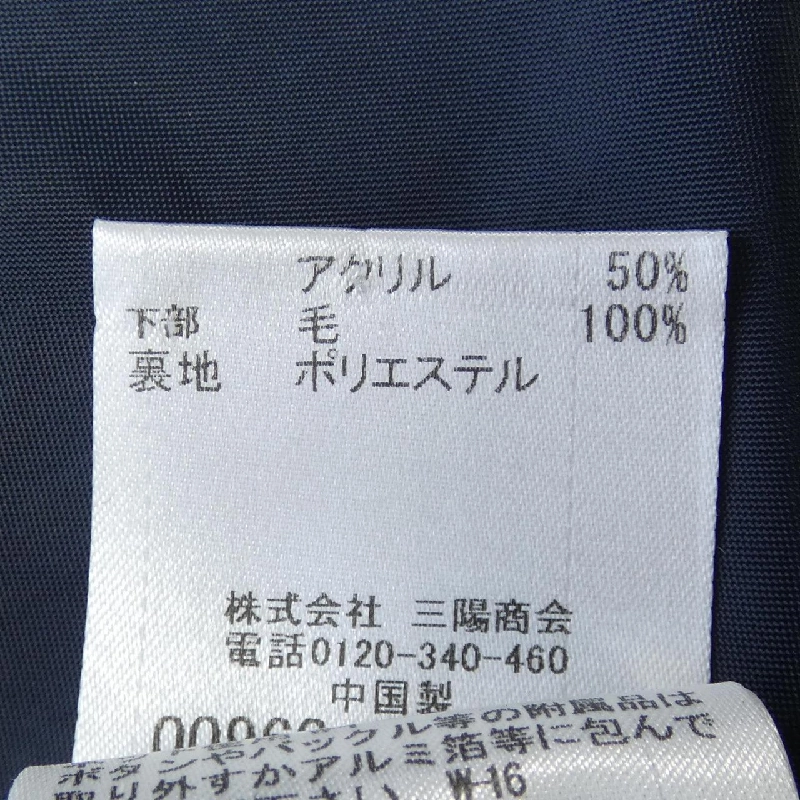 アクリル 50%
下部 毛 100%
裏地 ポリエステル
株式会社 三陽商会
電話0120-340-460
中国製
ボタンやバックル等の附属品は
取り外すかアルミ箔等に包んで
W-16